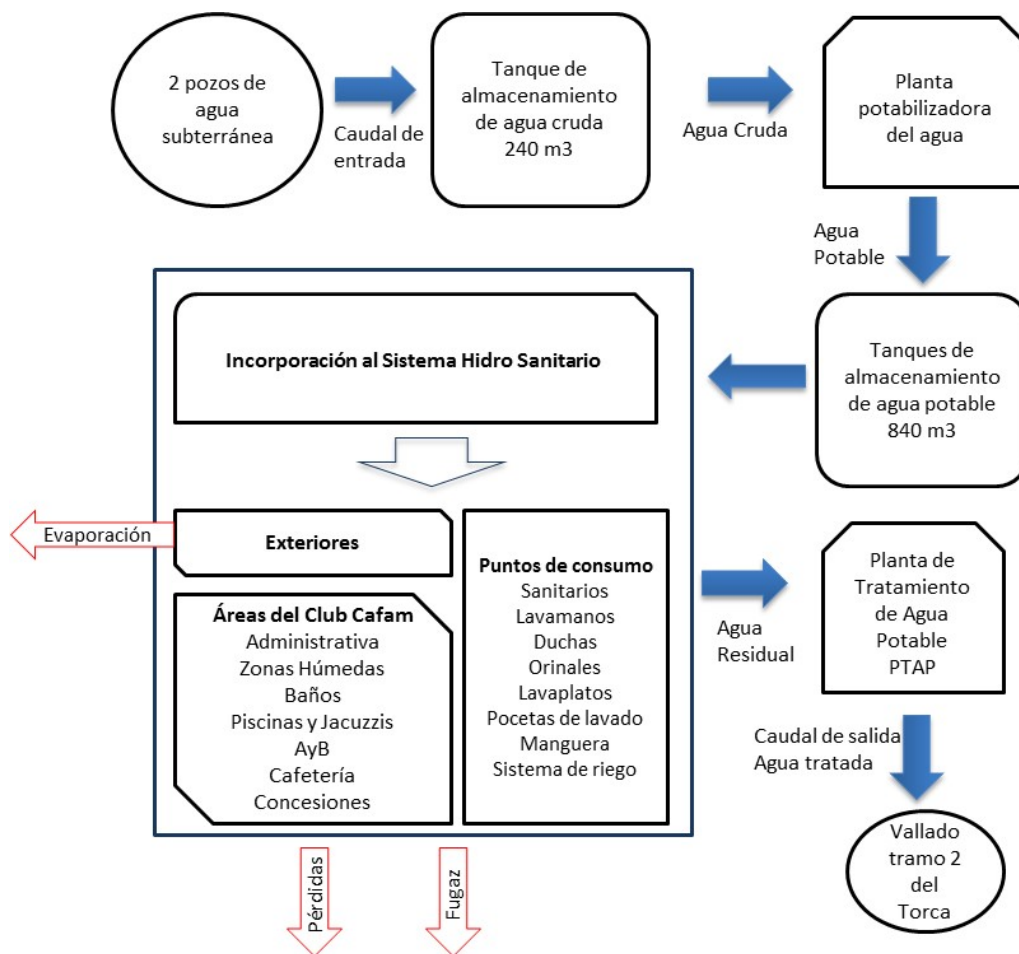 2 pozos de
agua
subterránea
Caudal de
entrada
Tanque de
almacenamiento
de agua cruda
240 m3
Agua Cruda
Planta
potabilizadora
del agua
Agua
Potable
Tanques de
almacenamiento
de agua potable
840 m3
Incorporación al Sistema Hidro Sanitario
Evaporación
Exteriores
Áreas del Club Cafam
Administrativa
Zonas Húmedas
Baños
Piscinas y Jacuzzis
AyB
Cafetería
Concesiones
Puntos de consumo
Sanitarios
Lavamanos
Duchas
Orinales
Lavaplatos
Pocetas de lavado
Manguera
Sistema de riego
Pérdidas
Fugaz
Agua
Residual
Planta de
Tratamiento
de Agua
Potable
PTAP
Caudal de salida
Agua tratada
Vallado
tramo 2
del
Torca